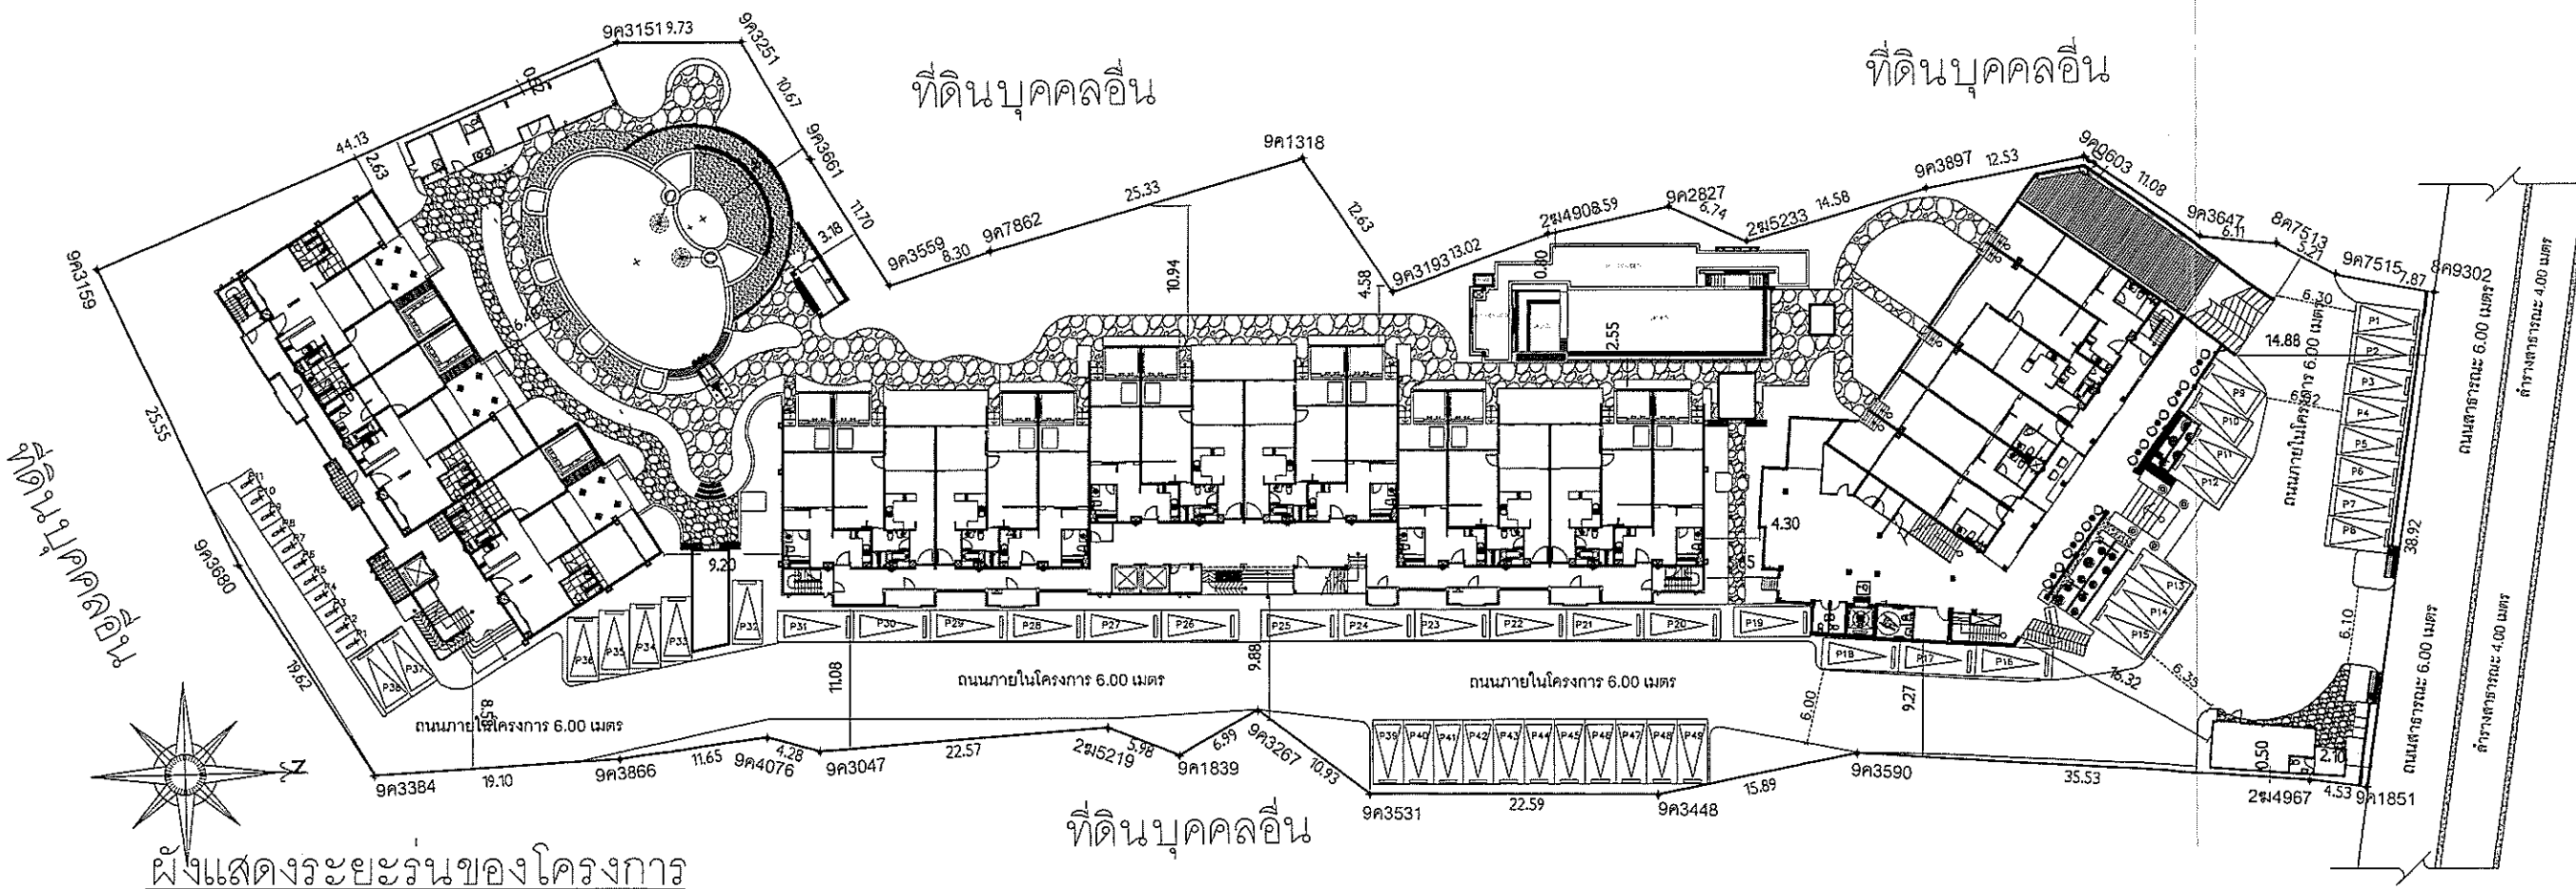 9ค3151 9.73
9ค3251
10.67
9ค3661
11.70
3.18
44.13
2.63
9ค3159
25.55
9ค3680
19.62
ที่ดินบุคคลอื่น
ที่ดินบุคคลอื่น
ที่ดินบุคคลอื่น
9ค3559
8.30
9ค7862
25.33
9ค1318
12.63
10.94
4.58
9ค3193 13.02
2ฆ4908 8.59
9ค2827
6.74
2ฆ5233
14.58
9ค3897 12.53
9ค0603
11.08
9ค3647
6.11
8ค7513
5.21
9ค7515
7.87
8ค9302
0.80
2.55
6.30
14.88
ถนนภายในโครงการ 6.00 เมตร
ถนนสาธารณะ 6.00 เมตร
ลำรางสาธารณะ 4.00 เมตร
P1
P2
P3
P4
P5
P6
P7
P8
P9
P10
P11
P12
P13
P14
P15
38.92
6.10
6.35
16.32
4.30
9.20
P38
P37
P36
P35
P34
P33
P32
P31
P30
P29
P28
P27
P26
P25
P24
P23
P22
P21
P20
P19
P18
P17
P16
11.08
9.88
6.00
9.27
ถนนภายในโครงการ 6.00 เมตร
ถนนภายในโครงการ 6.00 เมตร
ถนนภายในโครงการ 6.00 เมตร
ถนนสาธารณะ 6.00 เมตร
ลำรางสาธารณะ 4.00 เมตร
P39
P40
P41
P42
P43
P44
P45
P46
P47
P48
P49
9ค3384
19.10
9ค3866
11.65
9ค4076
4.28
9ค3047
22.57
2ฆ5219
5.98
9ค1839
6.99
9ค3267
10.93
9ค3531
22.59
9ค3448
15.89
9ค3590
35.53
2ฆ4967
4.53
9ค1851
0.50
2.10
N
ที่ดินบุคคลอื่น
ผังแสดงระยะร่นของโครงการ